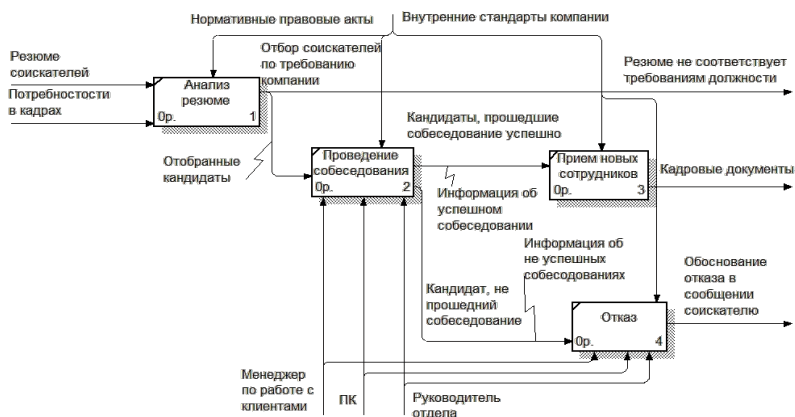 Нормативные правовые акты
Внутренние стандарты компании
Резюме
соискателей
Отбор соискателей
по требованию
компании
Резюме не соответствует
требованиям должности
Потребностости
в кадрах
Анализ
резюме
0р. 1
Кандидаты, прошедшие
собеседование успешно
Отобранные
кандидаты
Проведение
собеседования
0р. 2
Прием новых
сотрудников
0р. 3
Кадровые документы
Информация об
успешном
собеседовании
Информация об
не успешных
собесодованиях
Кандидат, не
прошедний
собеседование
Обоснование
отказа в
сообщении
соискателю
Отказ
0р. 4
Менеджер
по работе с
клиентами
ПК
Руководитель
отдела